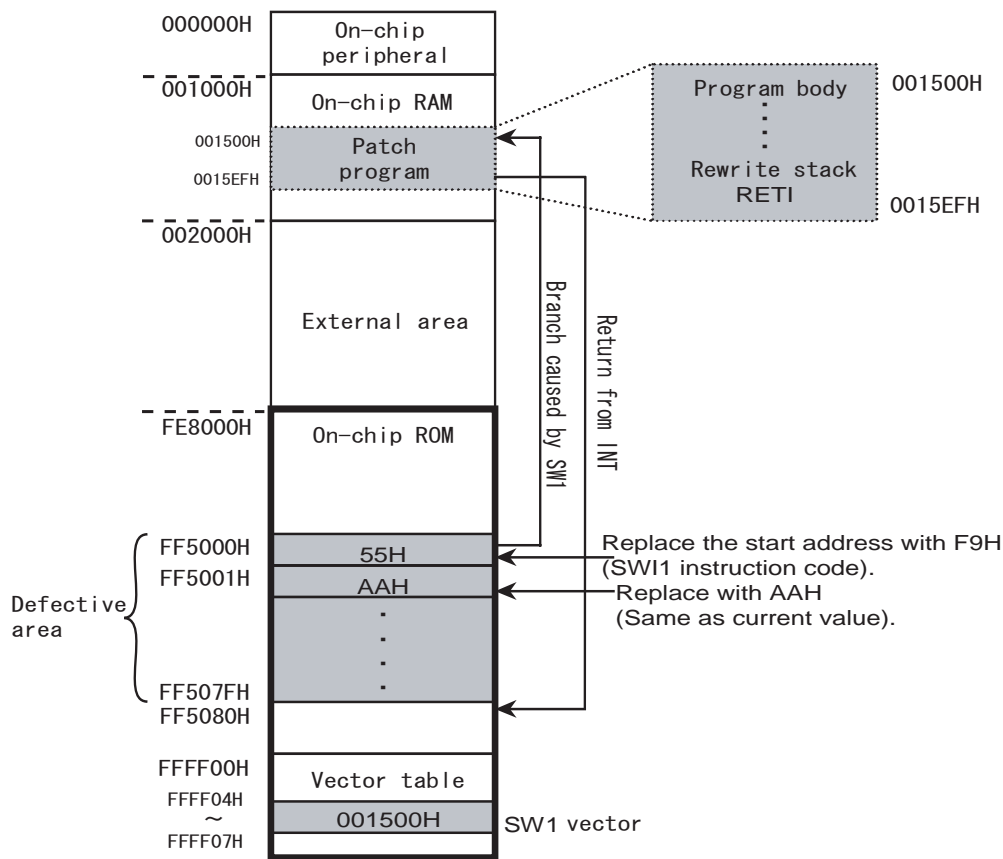 000000H
On-chip
peripheral
001000H
On-chip RAM
001500H
Patch
program
0015EFH
Program body
001500H
Rewrite stack
RETI
0015EFH
002000H
External area
Branch caused by SW1
Return from INT
FE8000H
On-chip ROM
Defective
area
FF5000H
55H
Replace the start address with F9H
(SWI1 instruction code).
FF5001H
AAH
Replace with AAH
(Same as current value).
FF507FH
FF5080H
FFFF00H
Vector table
FFFF04H
~
FFFF07H
001500H
SW1 vector